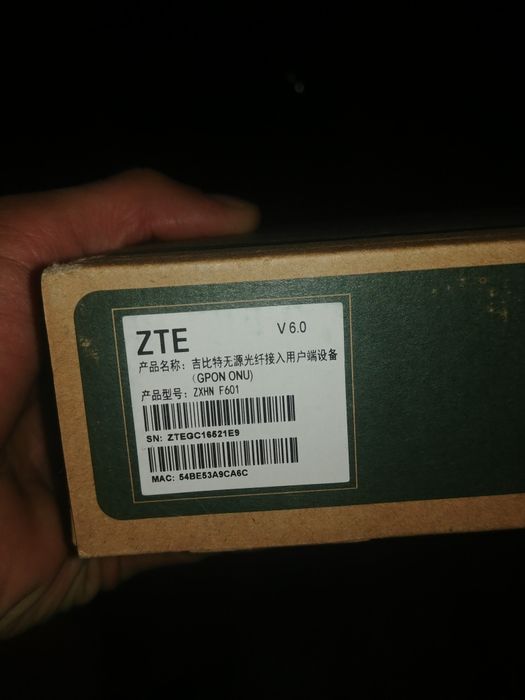 ZTE
V 6.0
产品名称: 吉比特无源光纤接入用户端设备
(GPON ONU)
产品型号: ZXHN F601
SN: ZTEGC16521E9
MAC: 54BE53A9CA6C